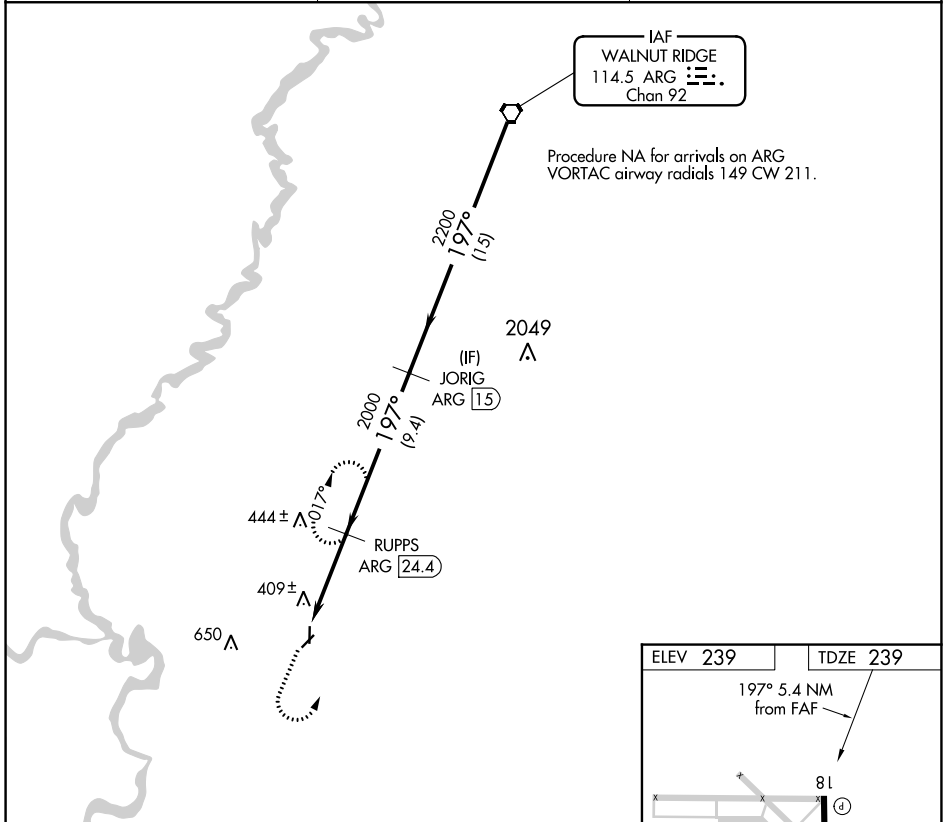 IAF
WALNUT RIDGE
114.5 ARG
Chan 92
Procedure NA for arrivals on ARG
VORTAC airway radials 149 CW 211.
2200
197°
(15)
2049
(IF)
JORIG
ARG 15
2000
197°
(9.4)
017°
444±
RUPPS
ARG 24.4
409±
650
ELEV 239
TDZE 239
197° 5.4 NM
from FAF
18
x
x
x
x
P